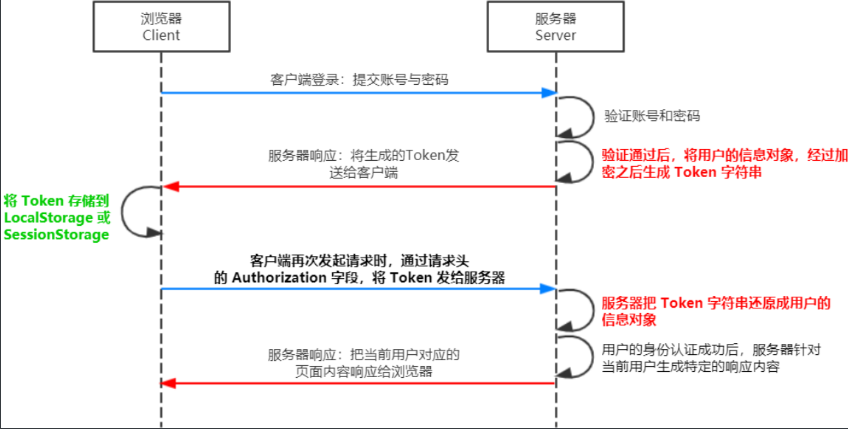 浏览器
Client
服务器
Server
客户端登录：提交账号与密码
验证账号和密码
服务器响应：将生成的Token发
送给客户端
验证通过后，将用户的信息对象，经过加
密之后生成 Token 字符串
将 Token 存储到
LocalStorage 或
SessionStorage
客户端再次发起请求时，通过请求头
的 Authorization 字段，将 Token 发给服务器
服务器把 Token 字符串还原成用户的
信息对象
服务器响应：把当前用户对应的
页面内容响应给浏览器
用户的身份认证成功后，服务器针对
当前用户生成特定的响应内容